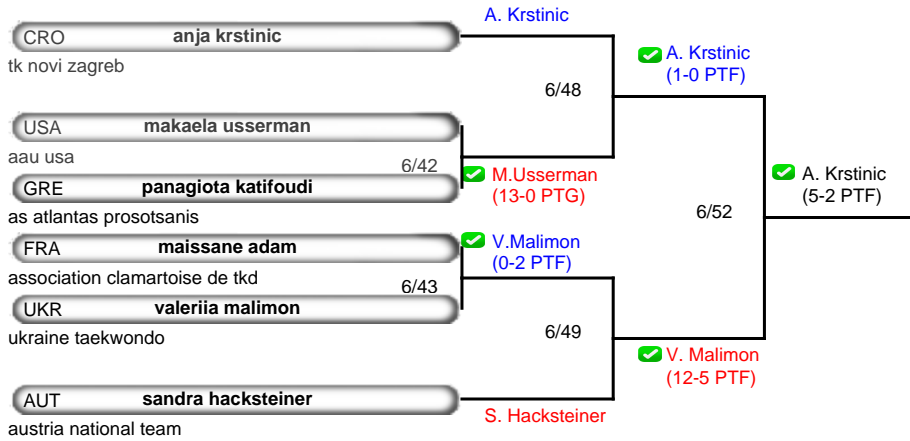 A. Krstinic
CRO anja krstinic
tk novi zagreb
A. Krstinic
(1-0 PTF)
6/48
USA makaela usserman
aau usa
6/42
M.Usserman
(13-0 PTG)
GRE panagiota katifoudi
as atlantas prosotsanis
A. Krstinic
(5-2 PTF)
6/52
FRA maissane adam
association clamartoise de tkd
V.Malimon
(0-2 PTF)
6/43
UKR valeriia malimon
ukraine taekwondo
6/49
V. Malimon
(12-5 PTF)
AUT sandra hacksteiner
austria national team
S. Hacksteiner